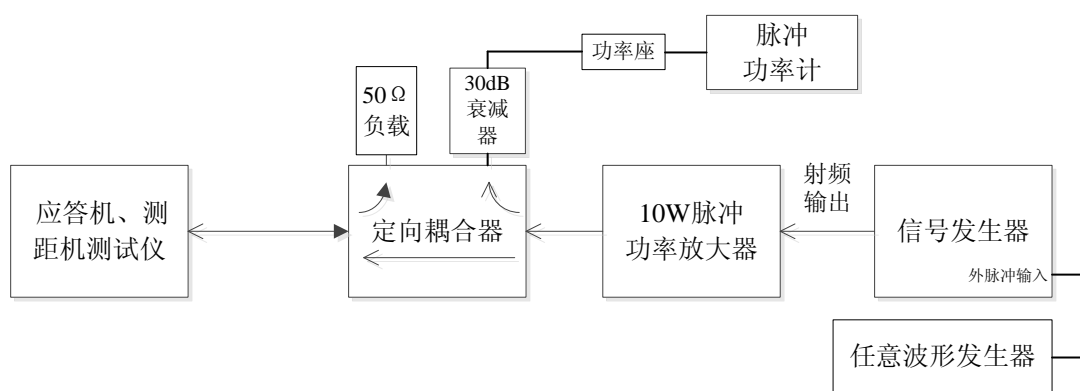 功率座
脉冲
功率计
50Ω
负载
30dB
衰减
器
应答机、测
距机测试仪
定向耦合器
10W脉冲
功率放大器
射频
输出
信号发生器
外脉冲输入
任意波形发生器